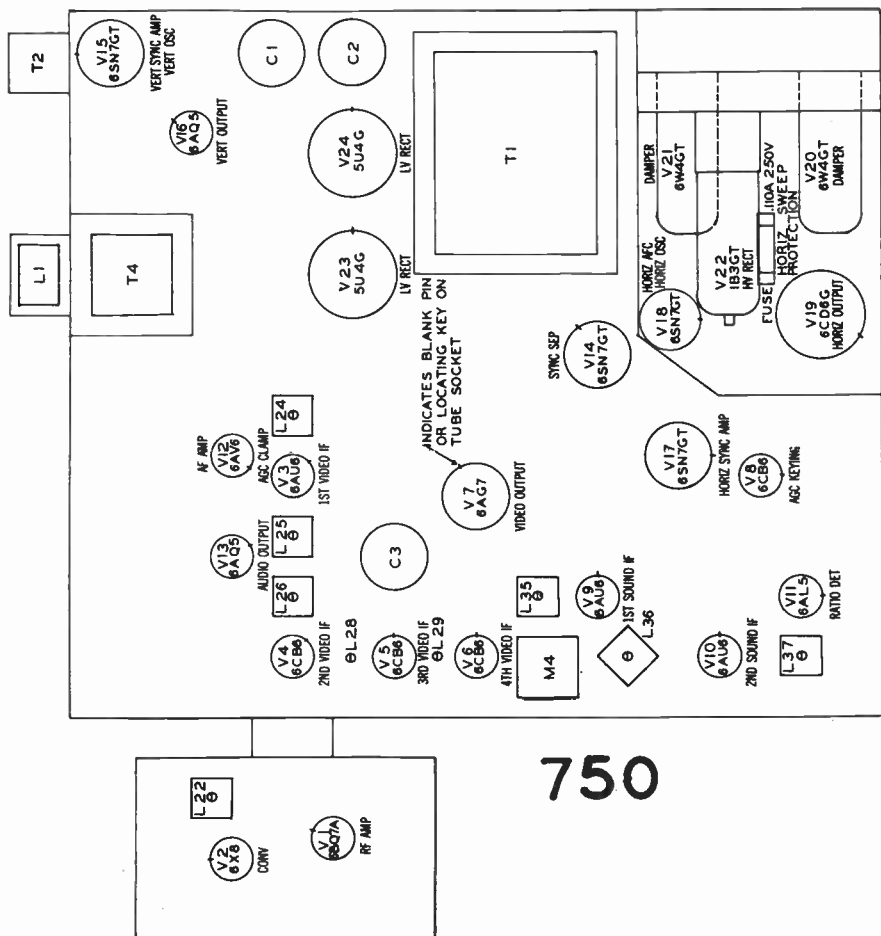 T2
V15
6SN7GT
VERT SYNC AMP
VERT OSC
V16
6AQ5
VERT OUTPUT
C1
C2
V24
5U4G
LV RECT
T1
L1
T4
V23
5U4G
LV RECT
DAMPER
V21
6W4GT
V20
6W4GT
DAMPER
.110A 250V
HORIZ SWEEP
PROTECTION
FUSE
V22
1B3GT
HV RECT
HORIZ AFC
HORIZ OSC
V18
6SN7GT
V19
6CD6G
HORIZ OUTPUT
SYNC SEP
V14
6SN7GT
INDICATES BLANK PIN
OR LOCATING KEY ON
TUBE SOCKET
AF AMP
V12
6AV6
AGC CLAMP
V3
6AU6
1ST VIDEO IF
L24
θ
V7
6AG7
VIDEO OUTPUT
V17
6SN7GT
HORIZ SYNC AMP
V8
6CB6
AGC KEYING
V13
6AQ5
AUDIO OUTPUT
L25
θ
L26
θ
C3
V4
6CB6
2ND VIDEO IF
θL28
V5
6CB6
3RD VIDEO IF
θL29
V6
6CB6
4TH VIDEO IF
L35
θ
M4
V9
6AU6
1ST SOUND IF
L36
θ
V10
6AU6
2ND SOUND IF
V11
6AL5
RATIO DET
L37
θ
L22
θ
V2
6X8
CONV
V1
6BQ7A
RF AMP
750